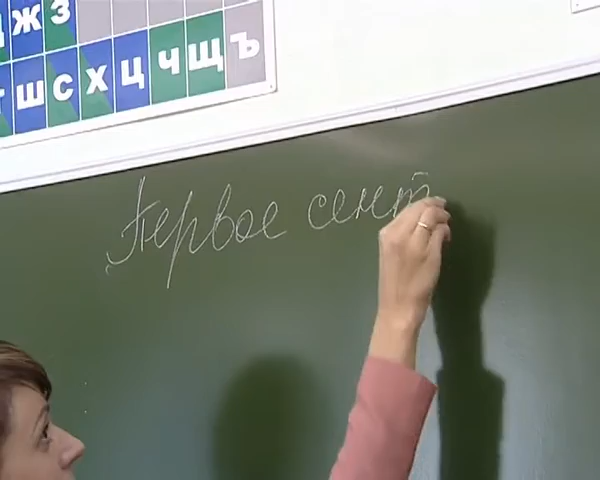 ж з
ш с х ц ч щ ъ
Первое сент